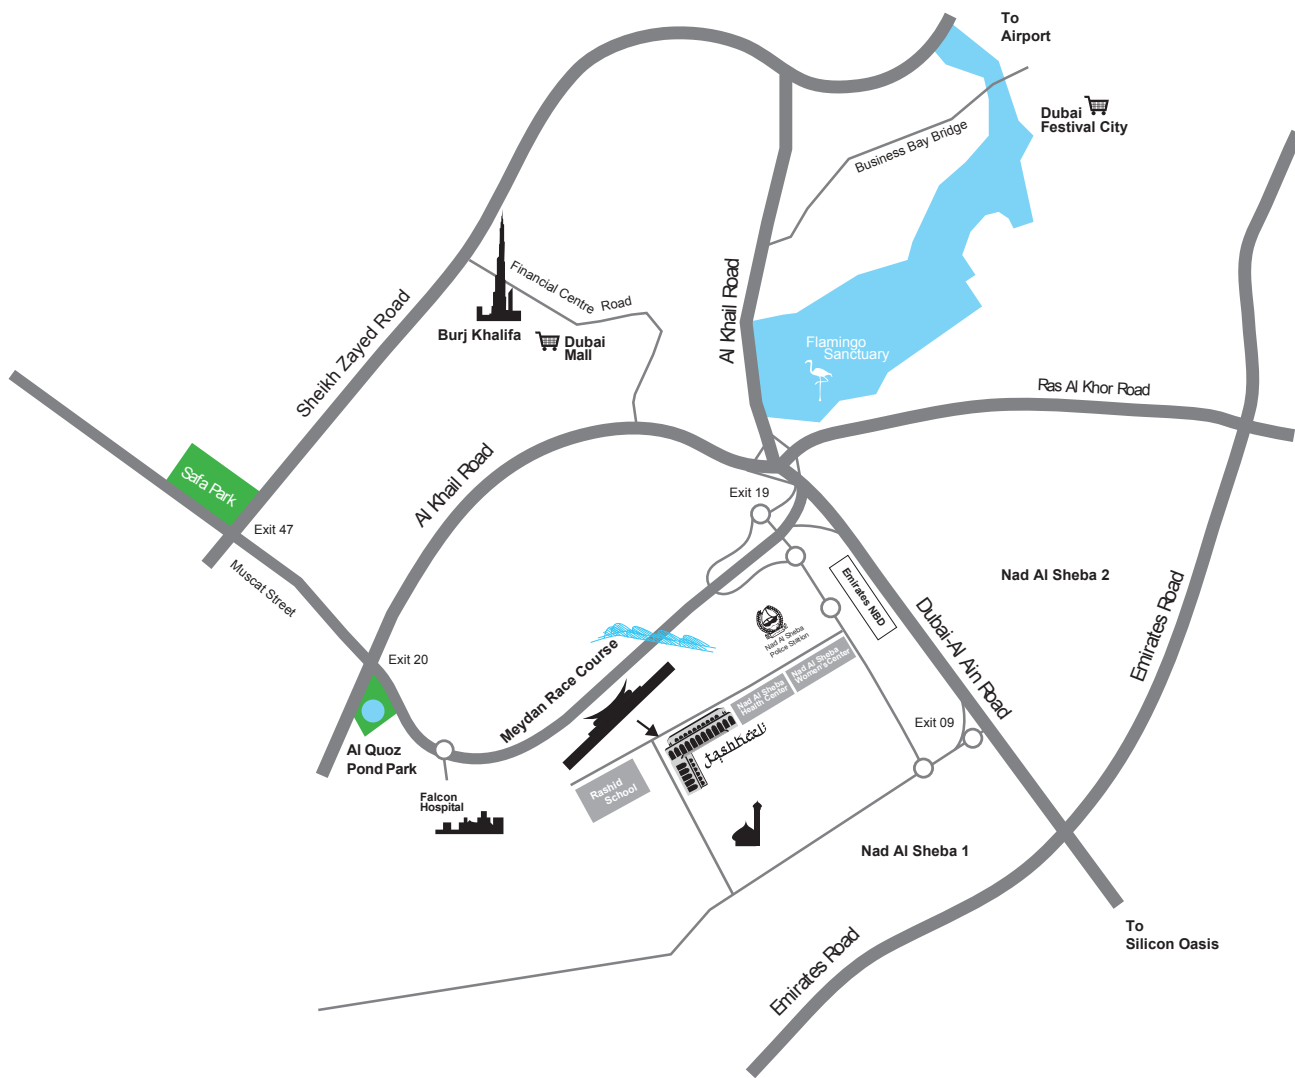 To
Airport
Dubai
Festival City
Business Bay Bridge
Financial Centre Road
Al Khail Road
Sheikh Zayed Road
Burj Khalifa
Dubai
Mall
Flamingo
Sanctuary
Ras Al Khor Road
Al Khail Road
Safa Park
Exit 19
Exit 47
Muscat Street
Emirates NBD
Nad Al Sheba 2
Emirates Road
Dubai-Al Ain Road
Nad Al Sheba
Police Station
Exit 20
Meydan Race Course
Nad Al Sheba
Women's Center
Nad Al Sheba
Health Center
tashkeel
Exit 09
Al Quoz
Pond Park
Rashid
School
Falcon
Hospital
Nad Al Sheba 1
To
Silicon Oasis
Emirates Road